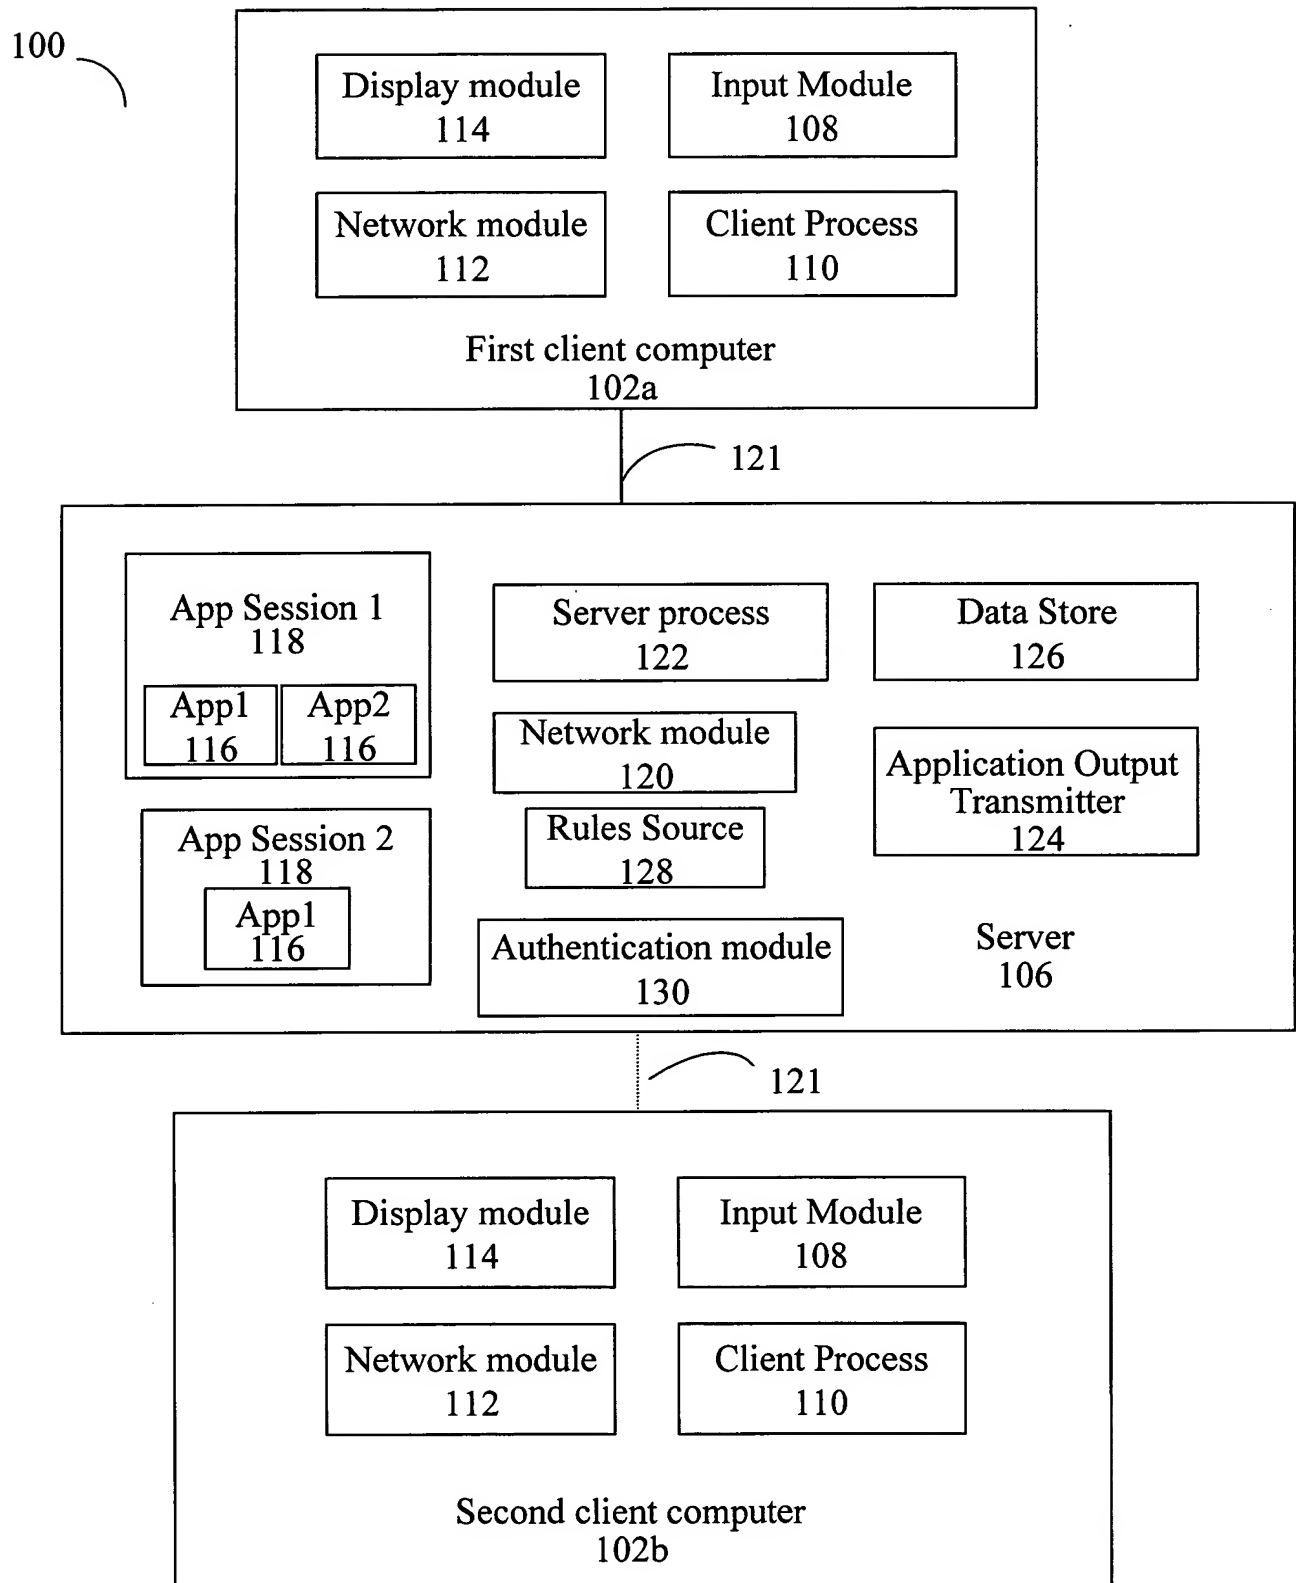 100
Display module
114
Input Module
108
Network module
112
Client Process
110
First client computer
102a
121
App Session 1
118
App1
116
App2
116
Server process
122
Data Store
126
Network module
120
Application Output
Transmitter
124
App Session 2
118
App1
116
Rules Source
128
Authentication module
130
Server
106
121
Display module
114
Input Module
108
Network module
112
Client Process
110
Second client computer
102b